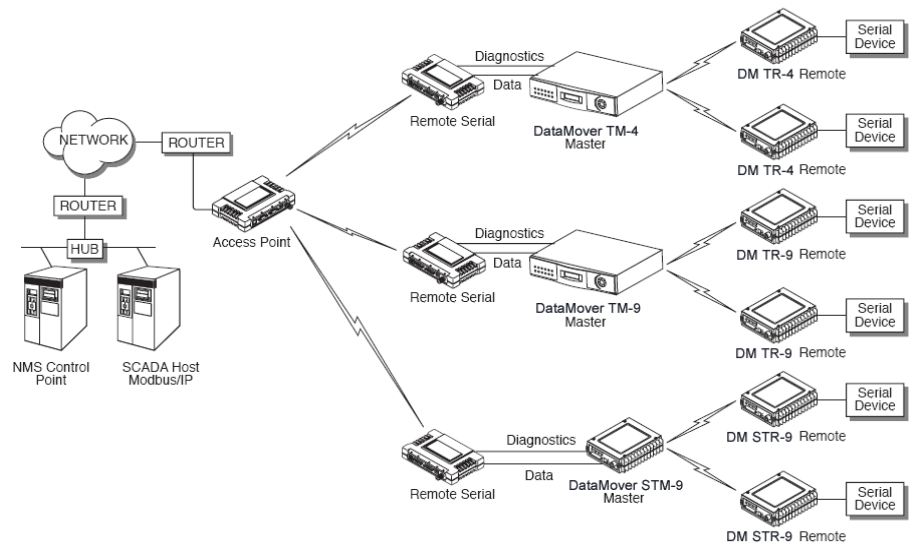 NETWORK
ROUTER
ROUTER
HUB
NMS Control
Point
SCADA Host
Modbus/IP
Access Point
Remote Serial
Diagnostics
Data
DataMover TM-4
Master
DM TR-4 Remote
Serial
Device
DM TR-4 Remote
Serial
Device
Remote Serial
Diagnostics
Data
DataMover TM-9
Master
DM TR-9 Remote
Serial
Device
DM TR-9 Remote
Serial
Device
Remote Serial
Diagnostics
Data
DataMover STM-9
Master
DM STR-9 Remote
Serial
Device
DM STR-9 Remote
Serial
Device